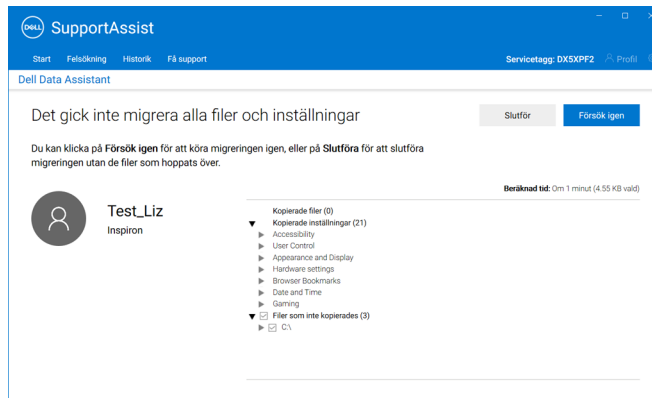 DELL SupportAssist
Start Felsökning Historik Få support Servicetagg: DX5XPF2 Profil
Dell Data Assistant
Det gick inte migrera alla filer och inställningar
Slutför Försök igen
Du kan klicka på Försök igen för att köra migreringen igen, eller på Slutföra för att slutföra
migreringen utan de filer som hoppats över.
Beräknad tid: Om 1 minut (4.55 KB vald)
Test_Liz
Inspiron
Kopierade filer (0)
Kopierade inställningar (21)
Accessibility
User Control
Appearance and Display
Hardware settings
Browser Bookmarks
Date and Time
Gaming
Filer som inte kopierades (3)
C:\